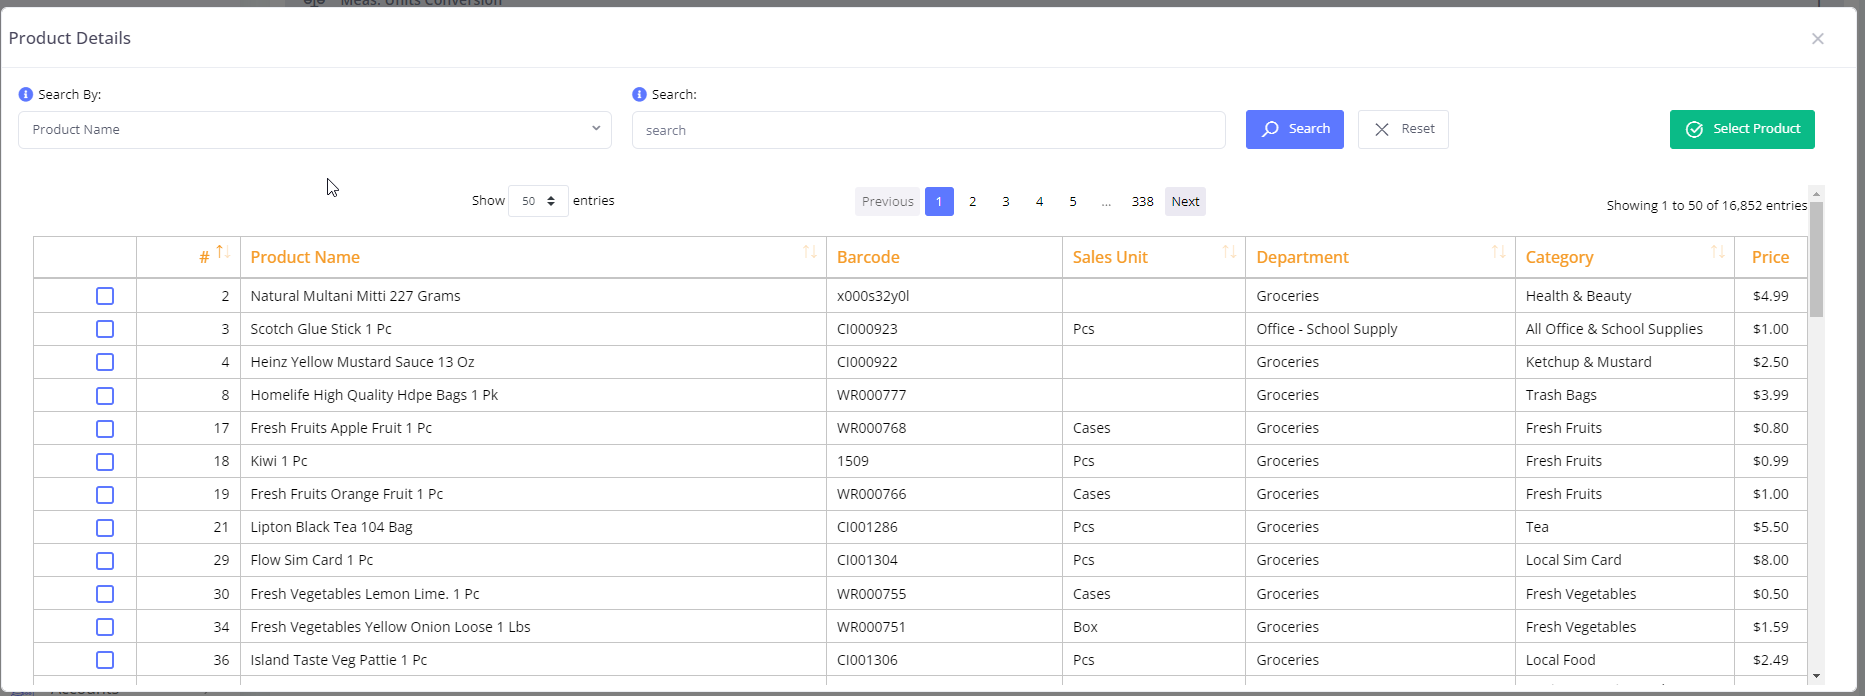 Meas. Units Conversion
Product Details
Search By:
Search:
Product Name
search
Search
Reset
Select Product
Show 50 entries
Previous 1 2 3 4 5 ... 338 Next
Showing 1 to 50 of 16,852 entries
# Product Name Barcode Sales Unit Department Category Price
2 Natural Multani Mitti 227 Grams x000s32y0l Groceries Health & Beauty $4.99
3 Scotch Glue Stick 1 Pc CI000923 Pcs Office - School Supply All Office & School Supplies $1.00
4 Heinz Yellow Mustard Sauce 13 Oz CI000922 Groceries Ketchup & Mustard $2.50
8 Homelife High Quality Hdpe Bags 1 Pk WR000777 Groceries Trash Bags $3.99
17 Fresh Fruits Apple Fruit 1 Pc WR000768 Cases Groceries Fresh Fruits $0.80
18 Kiwi 1 Pc 1509 Pcs Groceries Fresh Fruits $0.99
19 Fresh Fruits Orange Fruit 1 Pc WR000766 Cases Groceries Fresh Fruits $1.00
21 Lipton Black Tea 104 Bag CI001286 Pcs Groceries Tea $5.50
29 Flow Sim Card 1 Pc CI001304 Pcs Groceries Local Sim Card $8.00
30 Fresh Vegetables Lemon Lime. 1 Pc WR000755 Cases Groceries Fresh Vegetables $0.50
34 Fresh Vegetables Yellow Onion Loose 1 Lbs WR000751 Box Groceries Fresh Vegetables $1.59
36 Island Taste Veg Pattie 1 Pc CI001306 Pcs Groceries Local Food $2.49